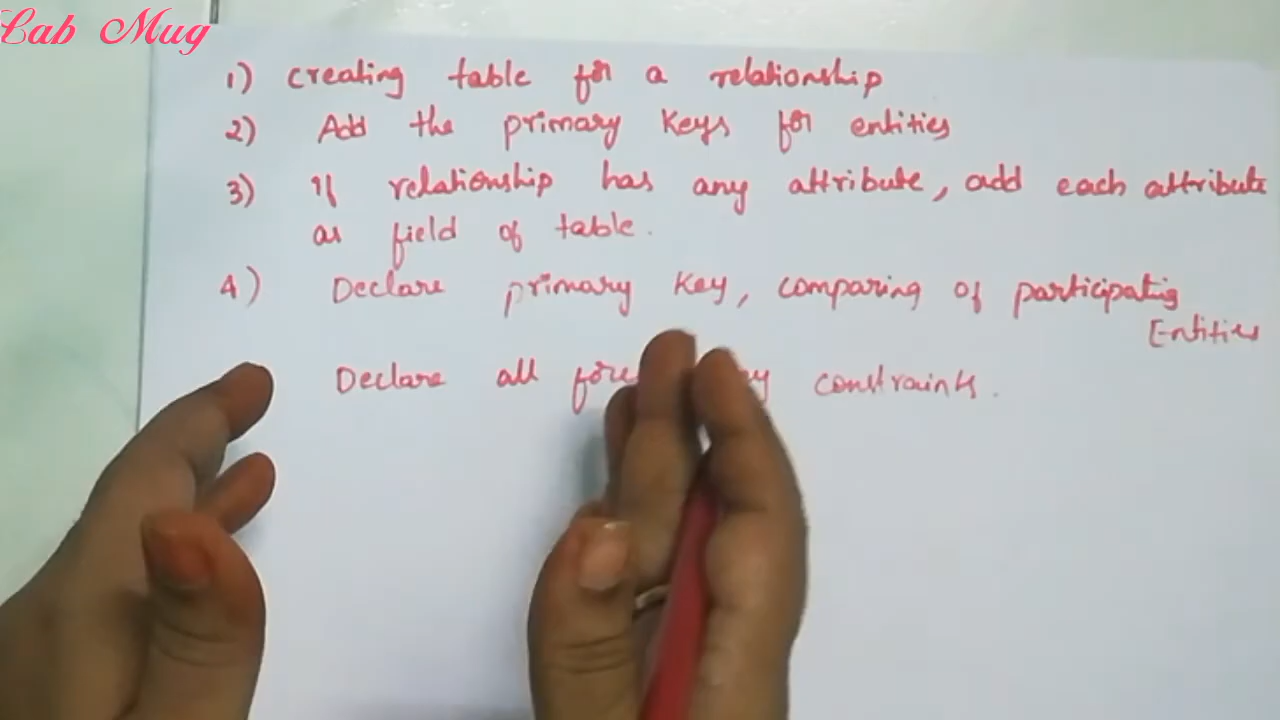 Lab Mug
1) Creating table for a relationship
2) Add the primary keys for entities
3) If relationship has any attribute, add each attribute
as field of table.
4) Declare primary key, comparing of participating
Entities
Declare all constraints.